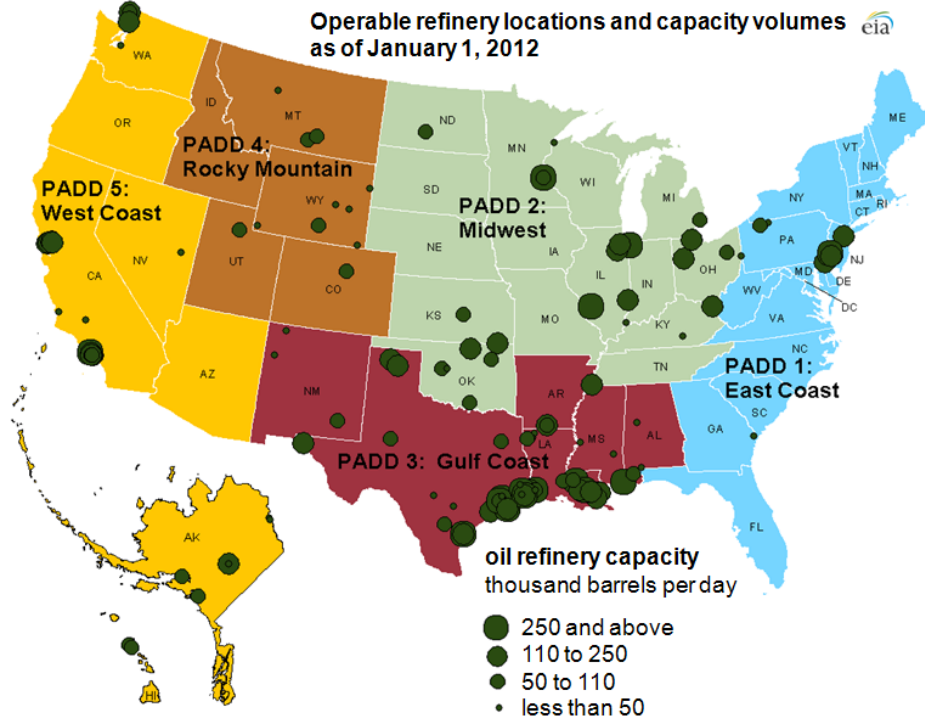 Operable refinery locations and capacity volumes
as of January 1, 2012
eia
WA
OR
ID
MT
ND
MN
WI
MI
ME
VT
NH
NY
MA
RI
CT
PADD 4:
Rocky Mountain
PADD 5:
West Coast
PADD 2:
Midwest
SD
WY
NE
IA
PA
NJ
CA
NV
UT
CO
IL
IN
OH
MD
DE
DC
WV
VA
KS
MO
KY
NC
TN
PADD 1:
East Coast
AZ
NM
OK
AR
SC
MS
AL
GA
LA
PADD 3: Gulf Coast
FL
AK
HI
oil refinery capacity
thousand barrels per day
250 and above
110 to 250
50 to 110
less than 50